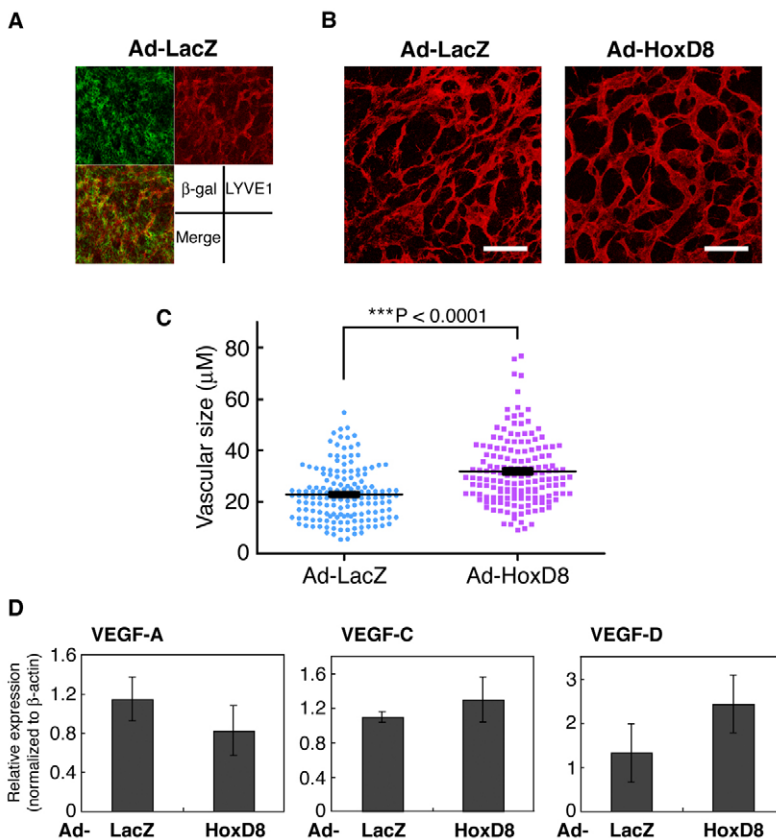 A
Ad-LacZ
β-gal LYVE1
Merge
B
Ad-LacZ Ad-HoxD8
C
***P < 0.0001
Vascular size (μM)
80
60
40
20
0
Ad-LacZ Ad-HoxD8
D
VEGF-A VEGF-C VEGF-D
Relative expression
(normalized to β-actin)
1.6
1.2
0.8
0.4
0
1.6
1.2
0.8
0.4
0
3
2
1
0
Ad- LacZ HoxD8 Ad- LacZ HoxD8 Ad- LacZ HoxD8